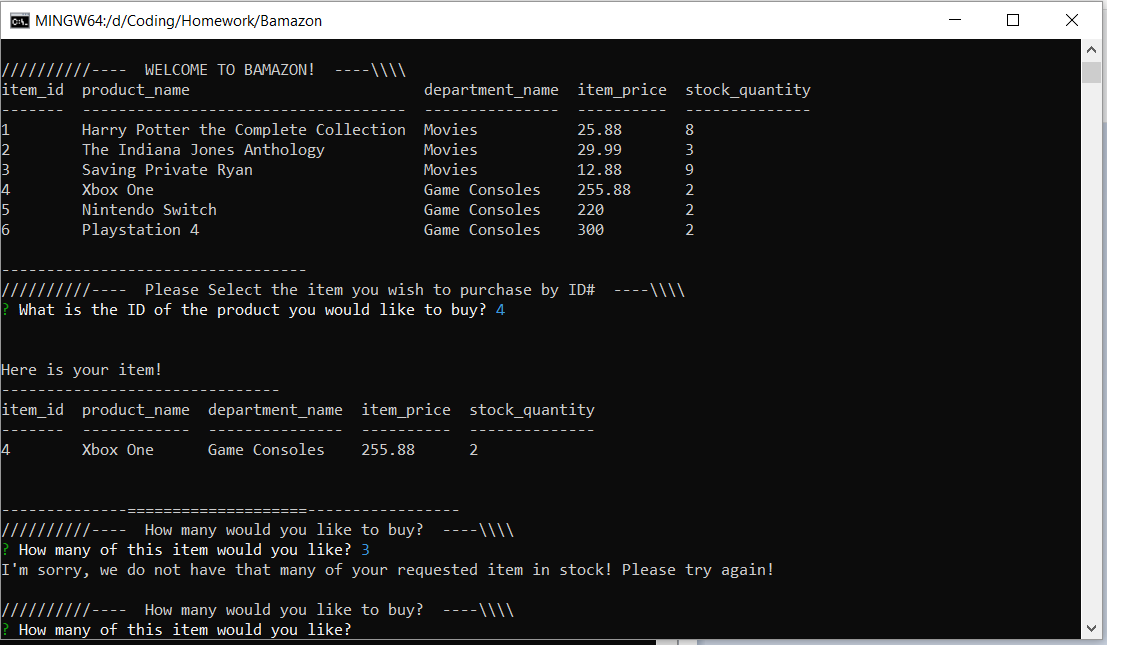 MINGW64:/d/Coding/Homework/Bamazon
//////////----  WELCOME TO BAMAZON!  ----\\\\
item_id  product_name                          department_name  item_price  stock_quantity
-------  ------------------------------------  ---------------  ----------  --------------
1        Harry Potter the Complete Collection  Movies           25.88       8
2        The Indiana Jones Anthology           Movies           29.99       3
3        Saving Private Ryan                   Movies           12.88       9
4        Xbox One                              Game Consoles    255.88      2
5        Nintendo Switch                       Game Consoles    220         2
6        Playstation 4                         Game Consoles    300         2
----------------------------------
//////////----  Please Select the item you wish to purchase by ID#  ----\\\\
? What is the ID of the product you would like to buy? 4
Here is your item!
-------------------------------
item_id  product_name  department_name  item_price  stock_quantity
-------  ------------  ---------------  ----------  --------------
4        Xbox One      Game Consoles    255.88      2
--------------====================-----------------
//////////----  How many would you like to buy?  ----\\\\
? How many of this item would you like? 3
I'm sorry, we do not have that many of your requested item in stock! Please try again!
//////////----  How many would you like to buy?  ----\\\\
? How many of this item would you like?